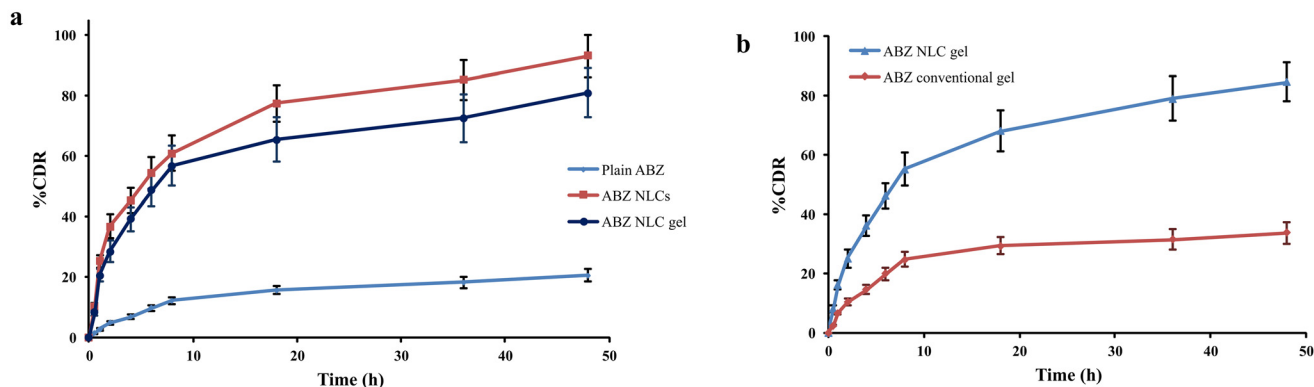 a
100
80
60
40
20
0
%CDR
0 10 20 30 40 50
Time (h)
Plain ABZ
ABZ NLCs
ABZ NLC gel
b
100
80
60
40
20
0
%CDR
0 10 20 30 40 50
Time (h)
ABZ NLC gel
ABZ conventional gel